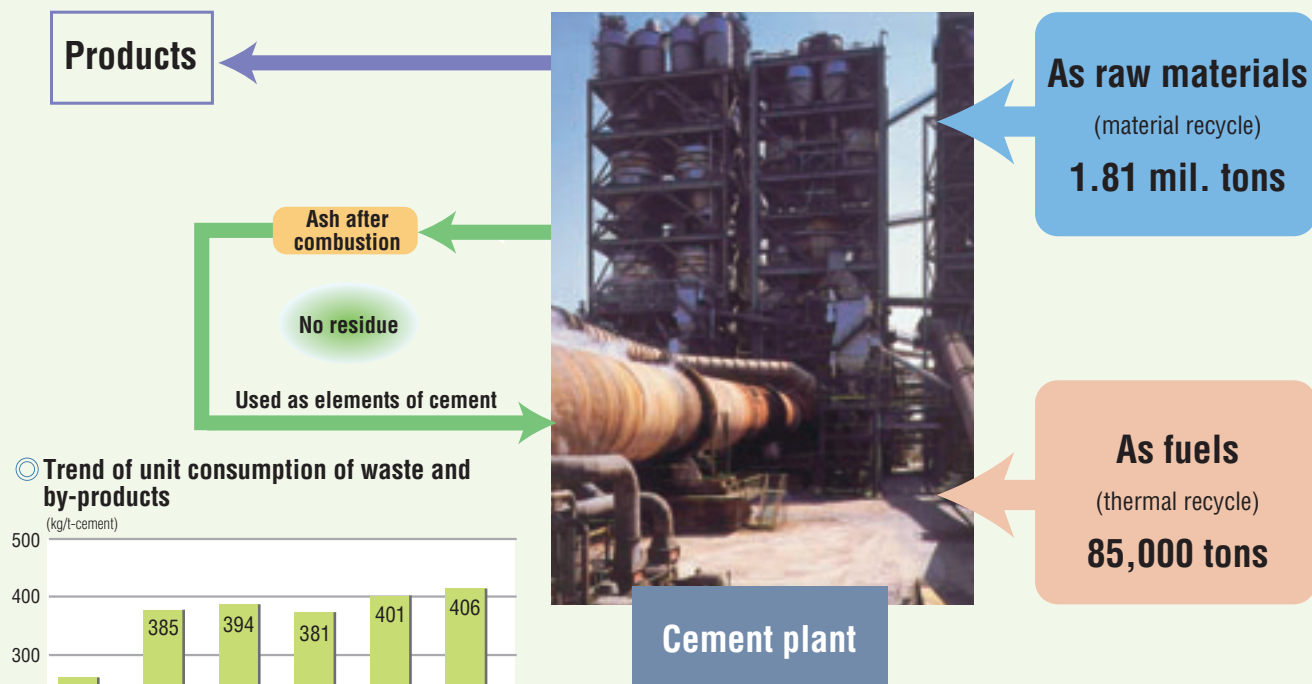 Products
As raw materials
(material recycle)
1.81 mil. tons
Ash after
combustion
No residue
Used as elements of cement
As fuels
(thermal recycle)
85,000 tons
Cement plant
◎ Trend of unit consumption of waste and
by-products
(kg/t-cement)
500
400
300
385
394
381
401
406